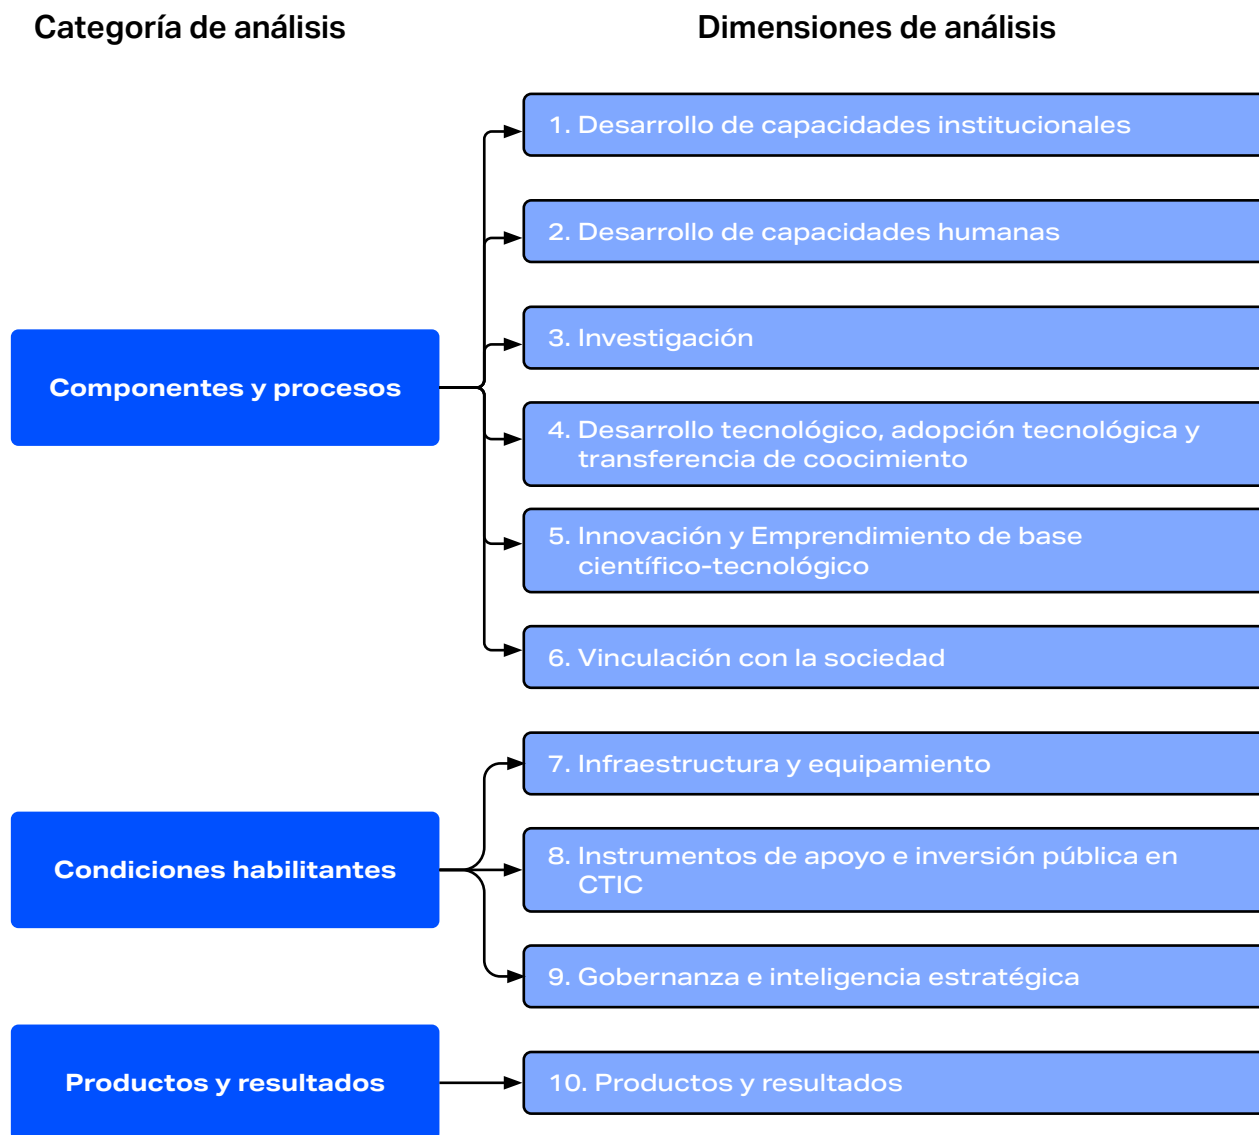 Categoría de análisis
Dimensiones de análisis
Componentes y procesos
1. Desarrollo de capacidades institucionales
2. Desarrollo de capacidades humanas
3. Investigación
4. Desarrollo tecnológico, adopción tecnológica y
transferencia de coocimiento
5. Innovación y Emprendimiento de base
científico-tecnológico
6. Vinculación con la sociedad
Condiciones habilitantes
7. Infraestructura y equipamiento
8. Instrumentos de apoyo e inversión pública en
CTIC
9. Gobernanza e inteligencia estratégica
Productos y resultados
10. Productos y resultados